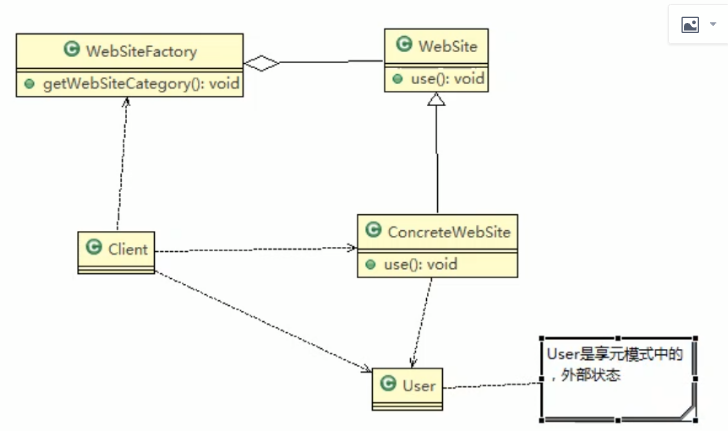 WebSiteFactory
getWebSiteCategory(): void
WebSite
use(): void
Client
ConcreteWebSite
use(): void
User
User是享元模式中的
，外部状态